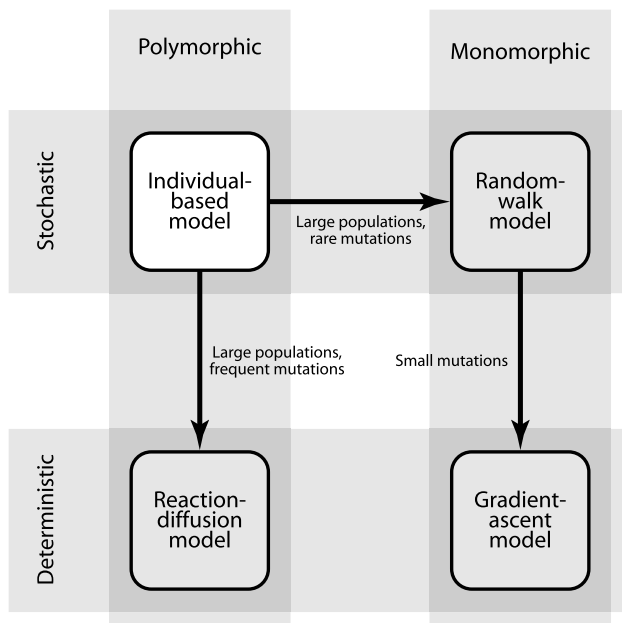 Polymorphic
Monomorphic
Stochastic
Individual-
based
model
Large populations,
rare mutations
Random-
walk
model
Large populations,
frequent mutations
Small mutations
Deterministic
Reaction-
diffusion
model
Gradient-
ascent
model